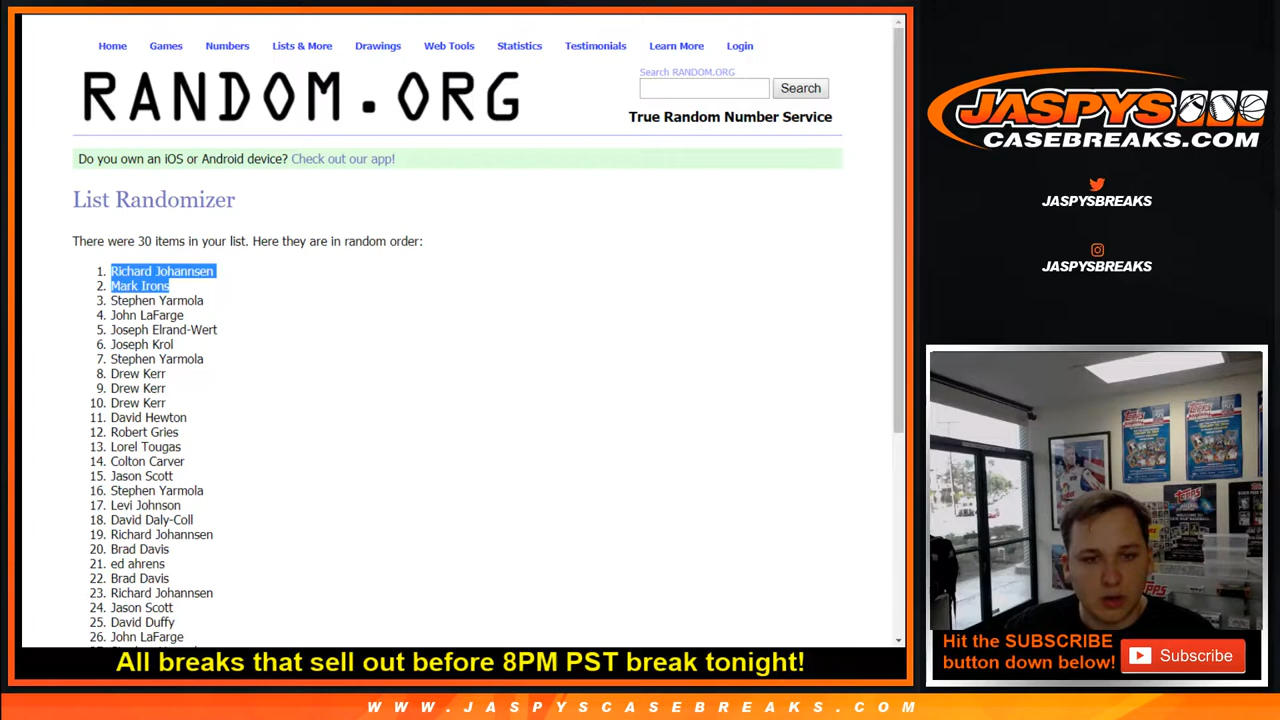 Home Games Numbers Lists & More Drawings Web Tools Statistics Testimonials Learn More Login
RANDOM.ORG
Search RANDOM.ORG
Search
True Random Number Service
Do you own an iOS or Android device? Check out our app!
List Randomizer
There were 30 items in your list. Here they are in random order:
1. Richard Johannsen
2. Mark Irons
3. Stephen Yarmola
4. John LaFarge
5. Joseph Elrand-Wert
6. Joseph Krol
7. Stephen Yarmola
8. Drew Kerr
9. Drew Kerr
10. Drew Kerr
11. David Hewton
12. Robert Gries
13. Lorel Tougas
14. Colton Carver
15. Jason Scott
16. Stephen Yarmola
17. Levi Johnson
18. David Daly-Coll
19. Richard Johannsen
20. Brad Davis
21. ed ahrens
22. Brad Davis
23. Richard Johannsen
24. Jason Scott
25. David Duffy
26. John LaFarge
All breaks that sell out before 8PM PST break tonight!
JASPYS
CASEBREAKS.COM
JASPYSBREAKS
JASPYSBREAKS
TOPPS
Hit the SUBSCRIBE
button down below!
Subscribe
WWW.JASPYSCASEBREAKS.COM